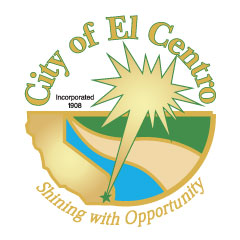 City of El Centro
Incorporated
1908
Shining with Opportunity